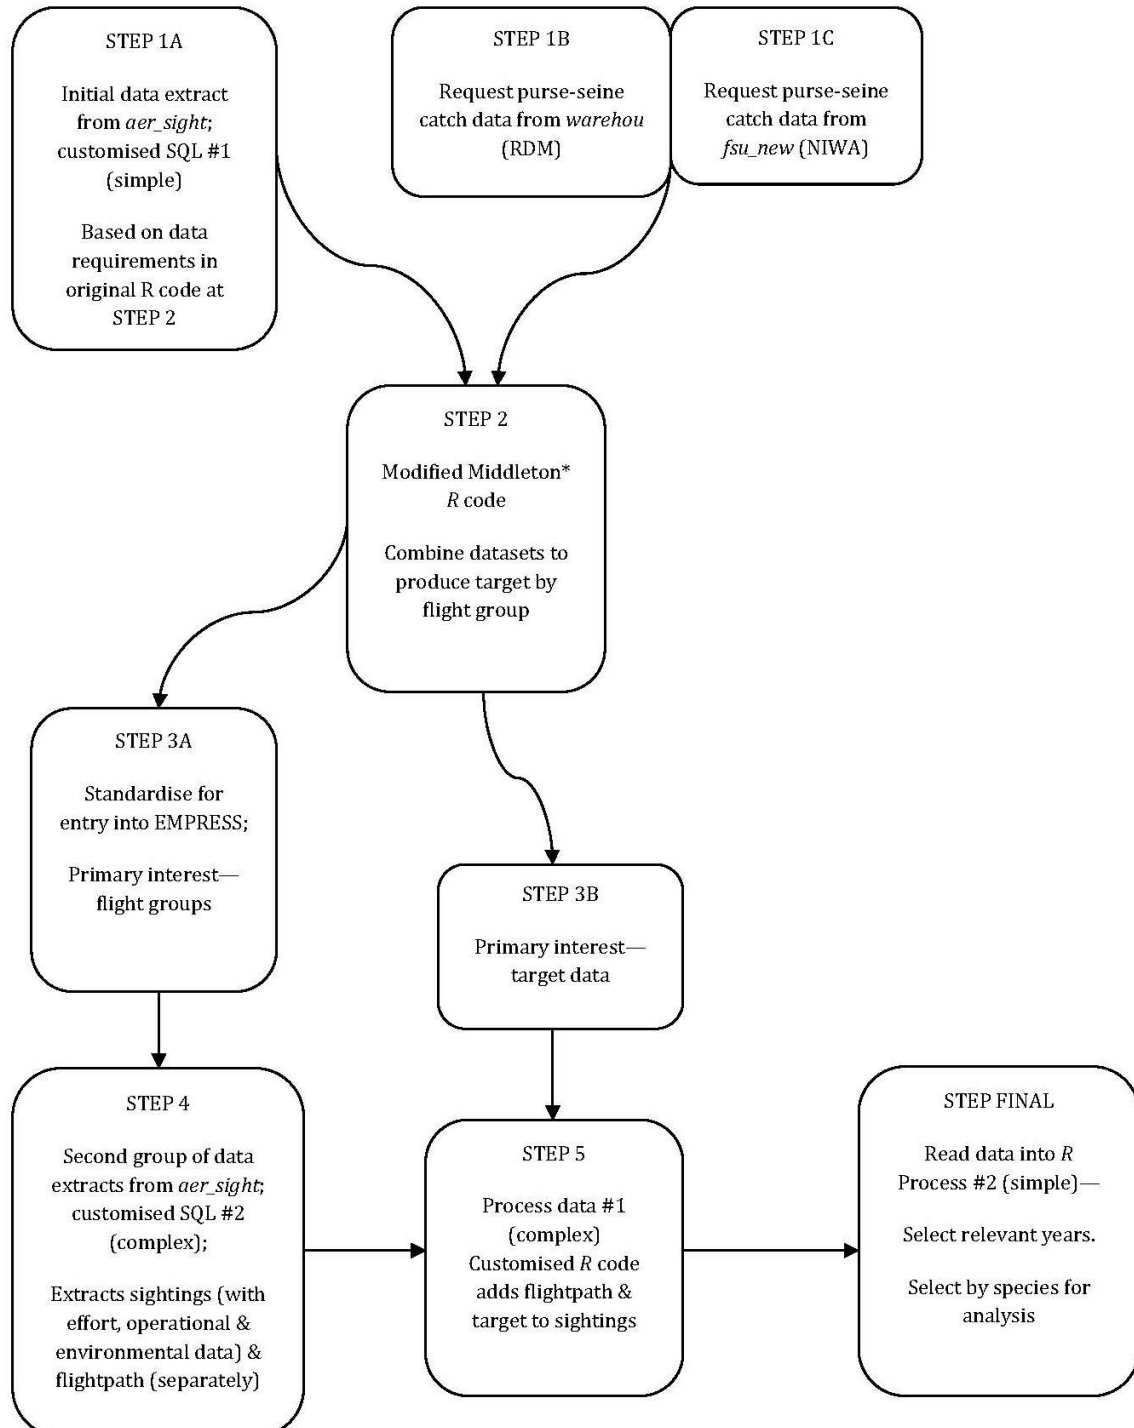 STEP 1A
Initial data extract
from aer_sight;
customised SQL #1
(simple)
Based on data
requirements in
original R code at
STEP 2
STEP 1B
Request purse-seine
catch data from warehou
(RDM)
STEP 1C
Request purse-seine
catch data from
fsu_new (NIWA)
STEP 2
Modified Middleton*
R code
Combine datasets to
produce target by
flight group
STEP 3A
Standardise for
entry into EMPRESS;
Primary interest—
flight groups
STEP 3B
Primary interest—
target data
STEP 4
Second group of data
extracts from aer_sight;
customised SQL #2
(complex);
Extracts sightings (with
effort, operational &
environmental data) &
flightpath (separately)
STEP 5
Process data #1
(complex)
Customised R code
adds flightpath &
target to sightings
STEP FINAL
Read data into R
Process #2 (simple)—
Select relevant years.
Select by species for
analysis